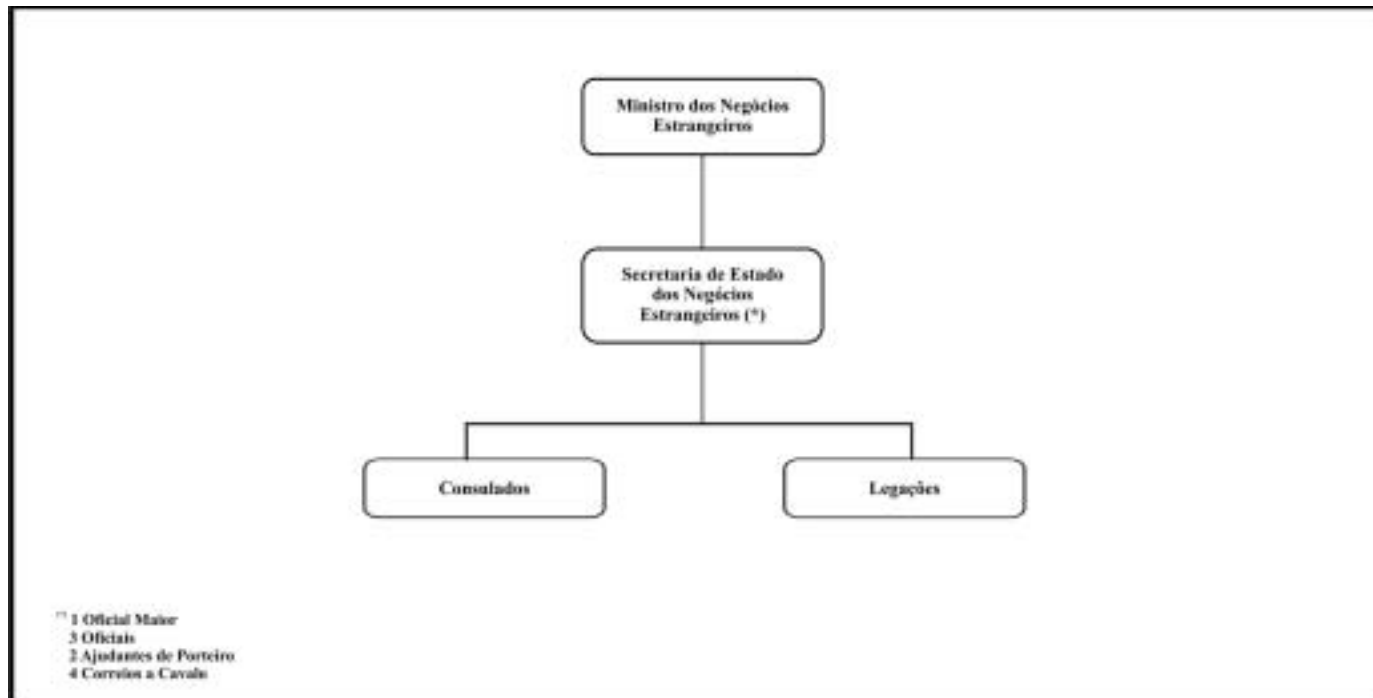 Ministro dos Negócios
Estrangeiros
Secretaria de Estado
dos Negócios
Estrangeiros (*)
Consulados
Legações
(*) 1 Oficial Maior
3 Oficiais
2 Ajudantes de Porteiro
4 Correios a Cavalo